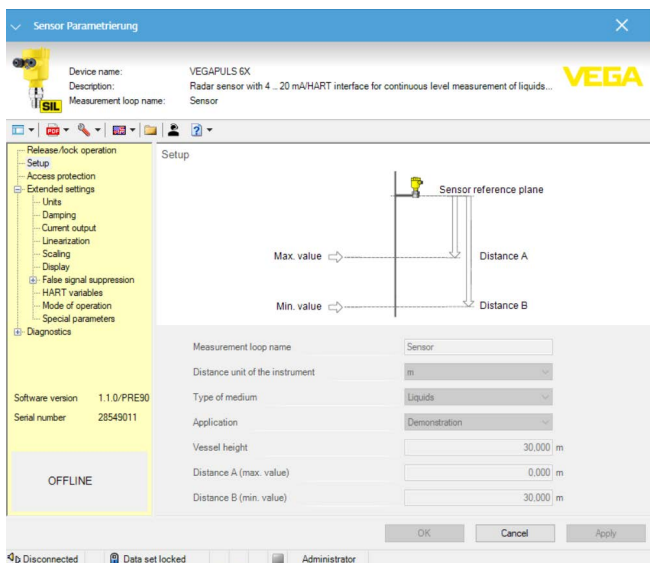 Sensor Parametrierung
Device name: VEGAPULS 6X
Description: Radar sensor with 4 .. 20 mA/HART interface for continuous level measurement of liquids...
Measurement loop name: Sensor
SIL
VEGA
PDF
Release/lock operation
Setup
Access protection
Extended settings
Units
Damping
Current output
Linearization
Scaling
Display
False signal suppression
HART variables
Mode of operation
Special parameters
Diagnostics
Software version 1.1.0/PRE90
Serial number 28549011
OFFLINE
Setup
Sensor reference plane
Max. value
Distance A
Min. value
Distance B
Measurement loop name Sensor
Distance unit of the instrument m
Type of medium Liquids
Application Demonstration
Vessel height 30,000 m
Distance A (max. value) 0,000 m
Distance B (min. value) 30,000 m
OK Cancel Apply
Disconnected Data set locked Administrator